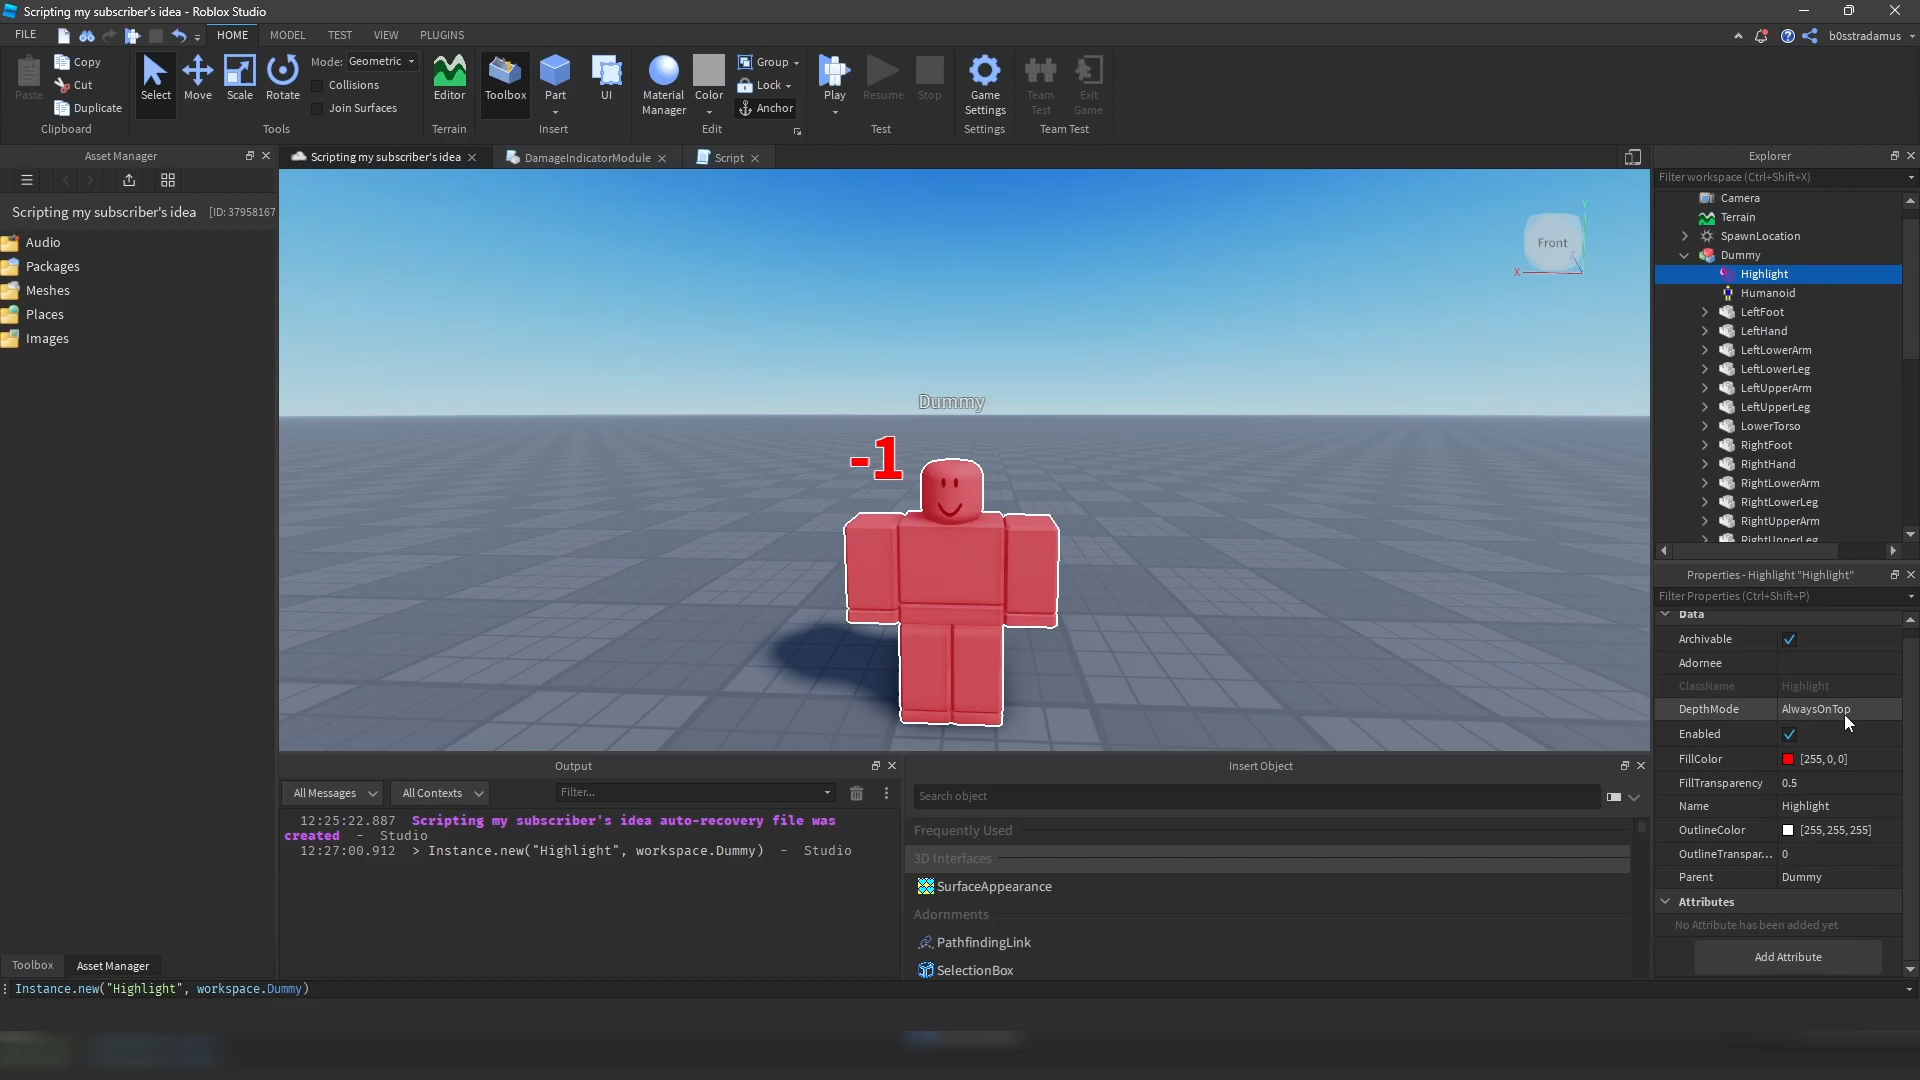 Scripting my subscriber's idea - Roblox Studio
FILE HOME MODEL TEST VIEW PLUGINS b0sstradamus
Paste Copy Cut Duplicate Clipboard
Select Move Scale Rotate Mode: Geometric Collisions Join Surfaces Tools
Editor Terrain
Toolbox Part UI Insert
Material Manager Color Group Lock Anchor Edit
Play Resume Stop Test
Game Settings Settings
Team Test Exit Game Team Test
Asset Manager
Scripting my subscriber's idea DamageIndicatorModule Script
Scripting my subscriber's idea [ID: 37958167
Audio
Packages
Meshes
Places
Images
Toolbox Asset Manager
Front
X
Y
Dummy
-1
Explorer
Filter workspace (Ctrl+Shift+X)
Camera
Terrain
SpawnLocation
Dummy
Highlight
Humanoid
LeftFoot
LeftHand
LeftLowerArm
LeftLowerLeg
LeftUpperArm
LeftUpperLeg
LowerTorso
RightFoot
RightHand
RightLowerArm
RightLowerLeg
RightUpperArm
RightUpperLeg
Properties - Highlight "Highlight"
Filter Properties (Ctrl+Shift+P)
Data
Archivable
Adornee
ClassName Highlight
DepthMode AlwaysOnTop
Enabled
FillColor [255, 0, 0]
FillTransparency 0.5
Name Highlight
OutlineColor [255, 255, 255]
OutlineTranspar... 0
Parent Dummy
Attributes
No Attribute has been added yet
Add Attribute
Output
All Messages All Contexts Filter...
12:25:22.887 Scripting my subscriber's idea auto-recovery file was
created - Studio
12:27:00.912 > Instance.new("Highlight", workspace.Dummy) - Studio
Insert Object
Search object
Frequently Used
3D Interfaces
SurfaceAppearance
Adornments
PathfindingLink
SelectionBox
Instance.new("Highlight", workspace.Dummy)